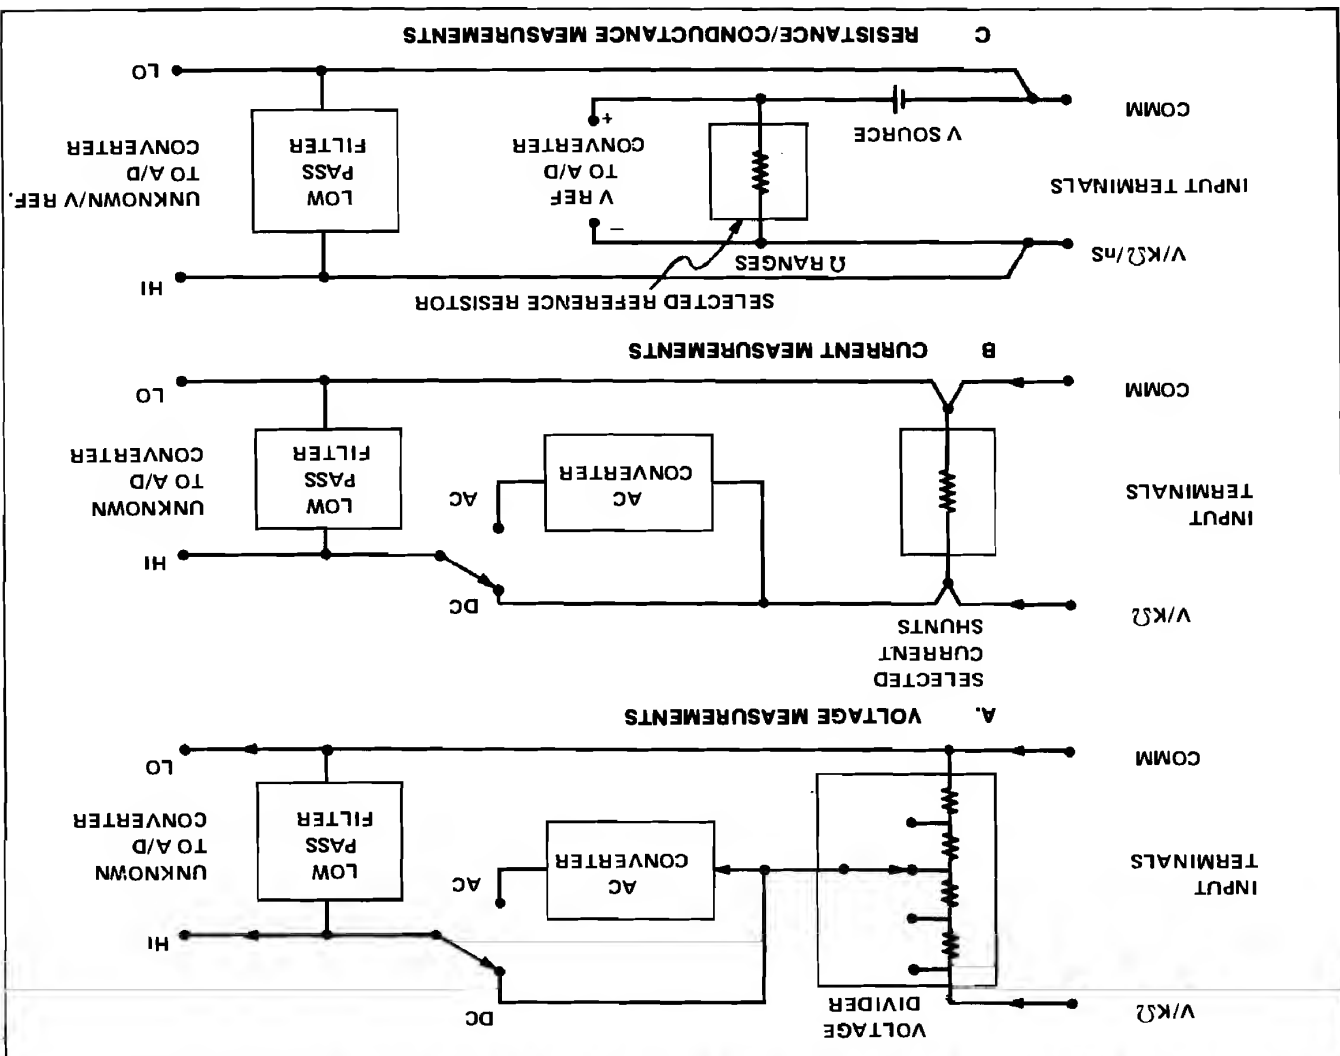 VOLTAGE
DIVIDER
V/KΩ
DC
HI
INPUT
TERMINALS
AC
CONVERTER
AC
LOW
PASS
FILTER
UNKNOWN
TO A/D
CONVERTER
COMM
LO
A. VOLTAGE MEASUREMENTS
SELECTED
CURRENT
SHUNTS
V/KΩ
DC
HI
INPUT
TERMINALS
AC
CONVERTER
AC
LOW
PASS
FILTER
UNKNOWN
TO A/D
CONVERTER
COMM
LO
B CURRENT MEASUREMENTS
SELECTED REFERENCE RESISTOR
HI
Ω RANGES
V/KΩ/nS
INPUT TERMINALS
−
V REF
TO A/D
CONVERTER
+
LOW
PASS
FILTER
UNKNOWN/V REF.
TO A/D
CONVERTER
V SOURCE
COMM
LO
C RESISTANCE/CONDUCTANCE MEASUREMENTS